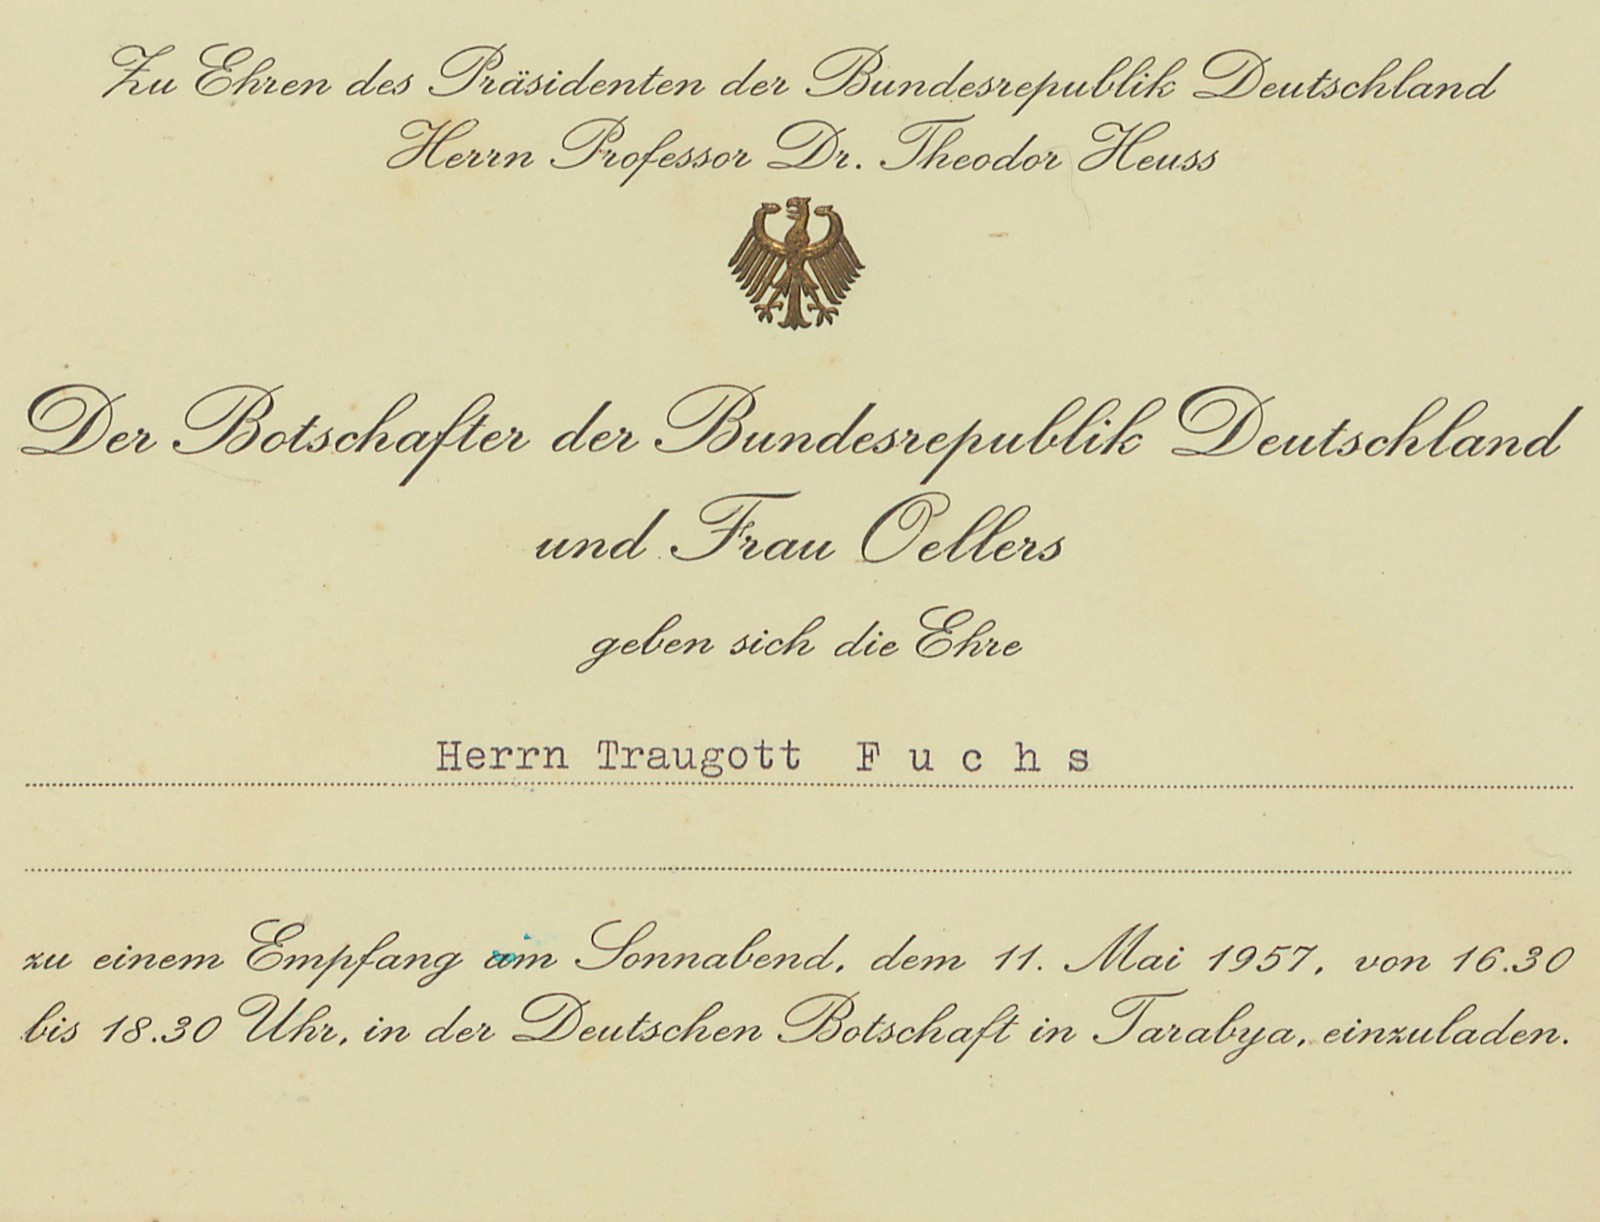 Zu Ehren des Präsidenten der Bundesrepublik Deutschland
Herrn Professor Dr. Theodor Heuss
Der Botschafter der Bundesrepublik Deutschland
und Frau Oellers
geben sich die Ehre
Herrn Traugott F u c h s
zu einem Empfang am Sonnabend, dem 11. Mai 1957, von 16.30
bis 18.30 Uhr, in der Deutschen Botschaft in Tarabya, einzuladen.